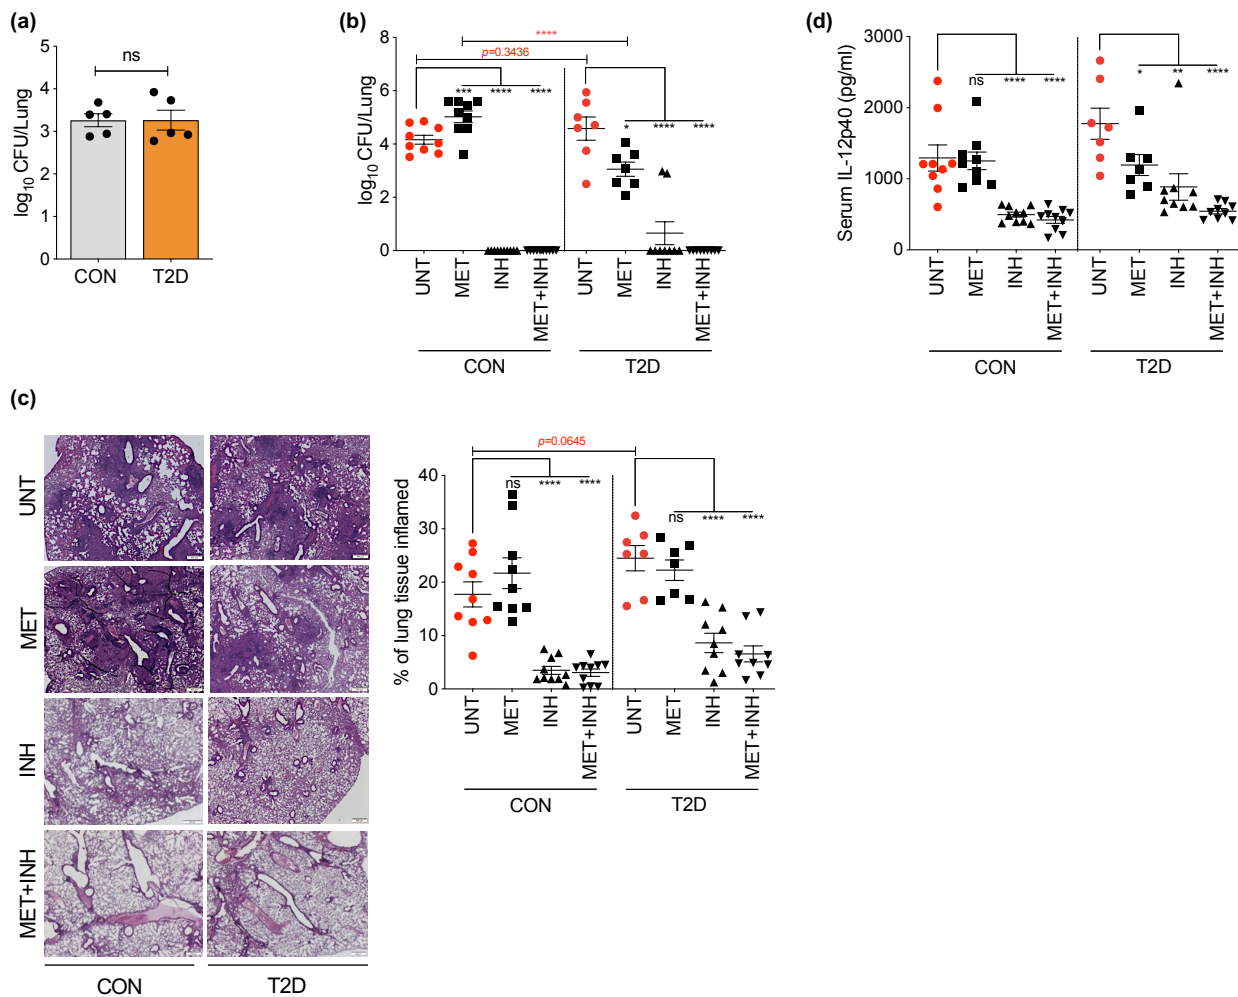 (a)
ns
log10 CFU/Lung
5
4
3
2
1
0
CON
T2D
(b)
****
p=0.3436
log10 CFU/Lung
8
6
4
2
0
***
****
****
*
****
****
UNT
MET
INH
MET+INH
UNT
MET
INH
MET+INH
CON
T2D
(d)
Serum IL-12p40 (pg/ml)
3000
2000
1000
0
ns
****
****
*
**
****
UNT
MET
INH
MET+INH
UNT
MET
INH
MET+INH
CON
T2D
(c)
UNT
MET
INH
MET+INH
CON
T2D
p=0.0645
% of lung tissue inflamed
40
30
20
10
0
ns
****
****
ns
****
****
UNT
MET
INH
MET+INH
UNT
MET
INH
MET+INH
CON
T2D